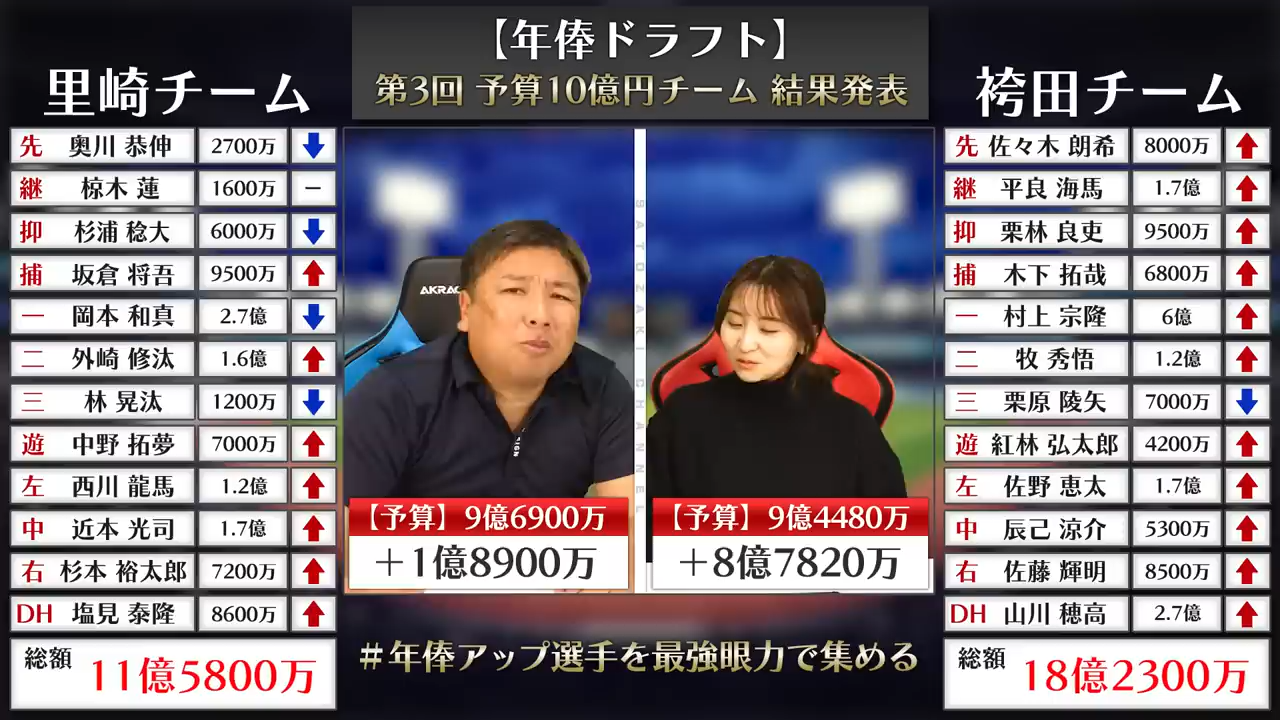 【年俸ドラフト】
第3回 予算10億円チーム 結果発表
里崎チーム
先 奥川 恭伸 2700万
継 椋木 蓮 1600万 –
抑 杉浦 稔大 6000万
捕 坂倉 将吾 9500万
一 岡本 和真 2.7億
二 外崎 修汰 1.6億
三 林 晃汰 1200万
遊 中野 拓夢 7000万
左 西川 龍馬 1.2億
中 近本 光司 1.7億
右 杉本 裕太郎 7200万
DH 塩見 泰隆 8600万
総額 11億5800万
AKRAC
SATOZAKI CHANNEL
【予算】9億6900万
＋1億8900万
【予算】9億4480万
＋8億7820万
＃年俸アップ選手を最強眼力で集める
袴田チーム
先 佐々木 朗希 8000万
継 平良 海馬 1.7億
抑 栗林 良吏 9500万
捕 木下 拓哉 6800万
一 村上 宗隆 6億
二 牧 秀悟 1.2億
三 栗原 陵矢 7000万
遊 紅林 弘太郎 4200万
左 佐野 恵太 1.7億
中 辰己 涼介 5300万
右 佐藤 輝明 8500万
DH 山川 穂高 2.7億
総額 18億2300万